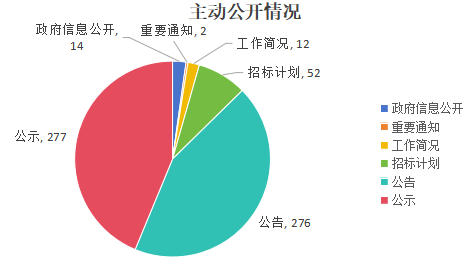 主动公开情况
政府信息公开,
14
重要通知, 2
工作简况, 12
招标计划, 52
公示, 277
公告, 276
政府信息公开
重要通知
工作简况
招标计划
公告
公示